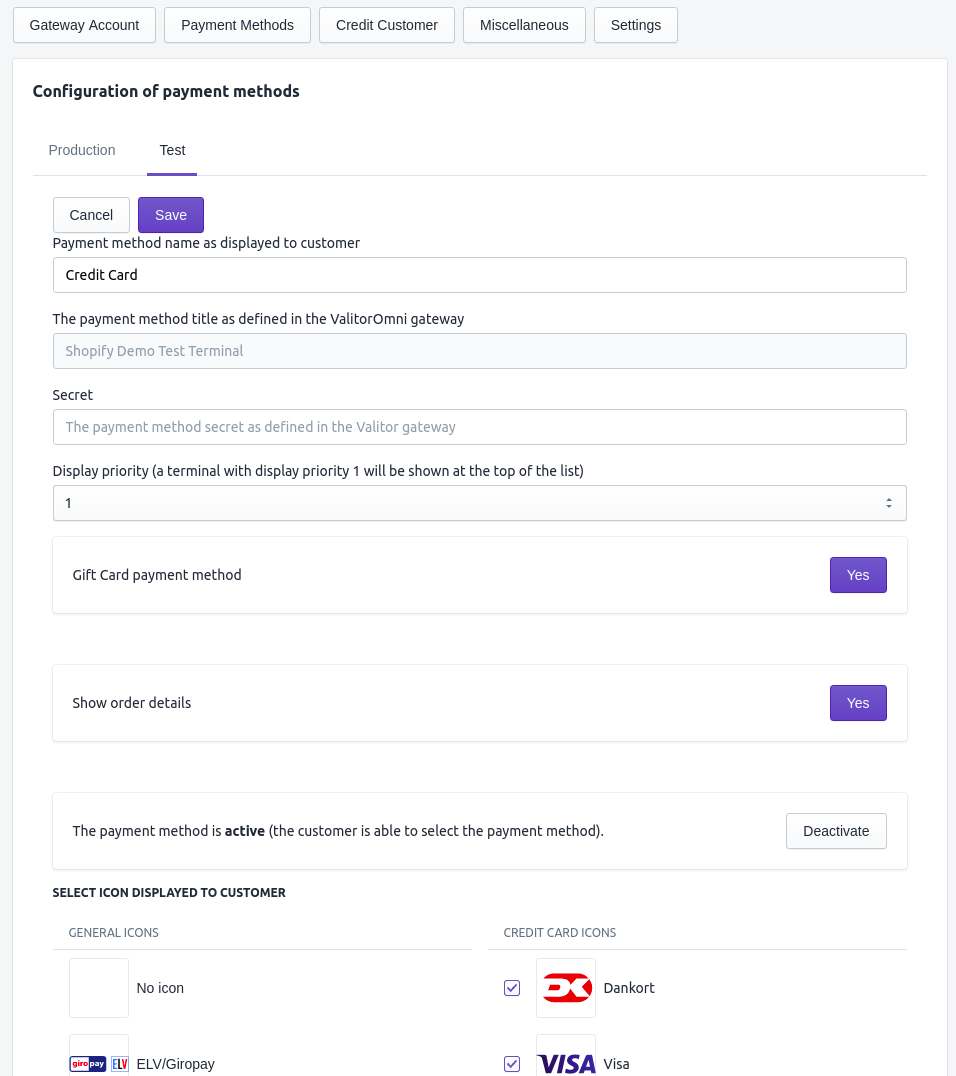 Gateway Account Payment Methods Credit Customer Miscellaneous Settings
Configuration of payment methods
Production Test
Cancel Save
Payment method name as displayed to customer
Credit Card
The payment method title as defined in the ValitorOmni gateway
Shopify Demo Test Terminal
Secret
The payment method secret as defined in the Valitor gateway
Display priority (a terminal with display priority 1 will be shown at the top of the list)
1
Gift Card payment method Yes
Show order details Yes
The payment method is active (the customer is able to select the payment method). Deactivate
SELECT ICON DISPLAYED TO CUSTOMER
GENERAL ICONS CREDIT CARD ICONS
No icon DK Dankort
giropay ELV ELV/Giropay VISA Visa